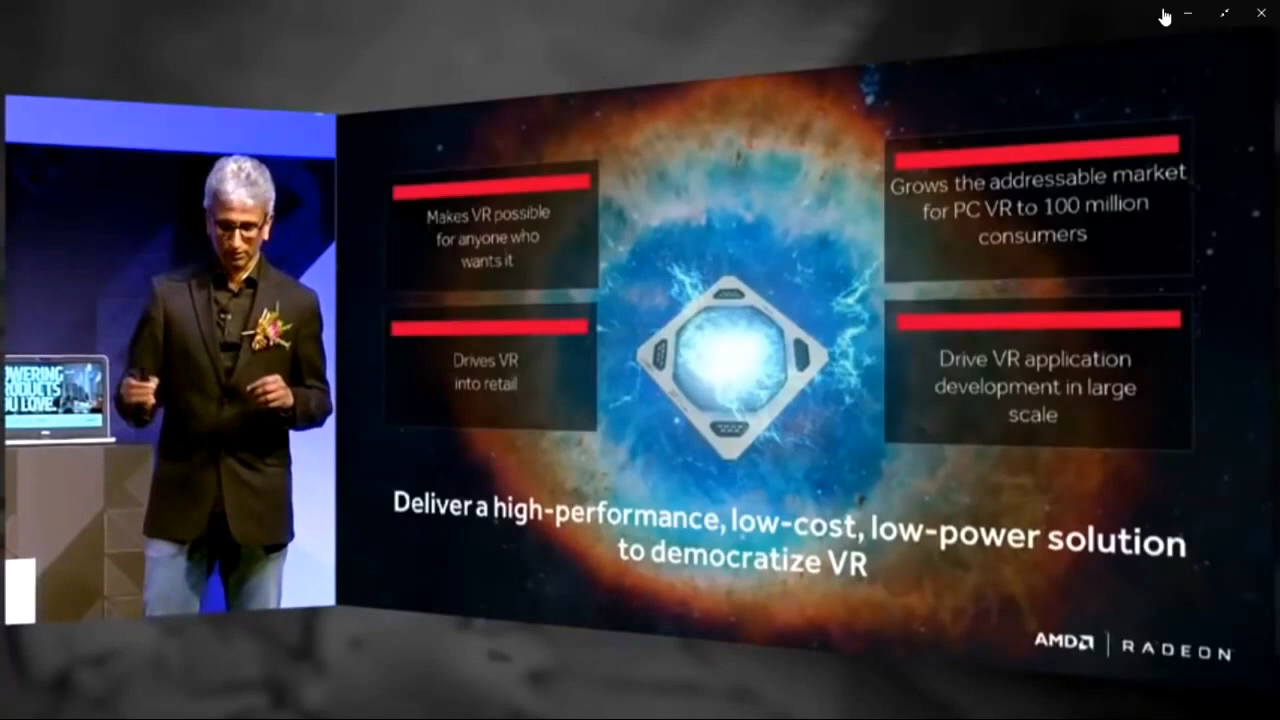 Makes VR possible
for anyone who
wants it
Grows the addressable market
for PC VR to 100 million
consumers
Drives VR
into retail
Drive VR application
development in large
scale
Deliver a high-performance, low-cost, low-power solution
to democratize VR
AMD | RADEON
OWERING
RODUCTS
OU LOVE.